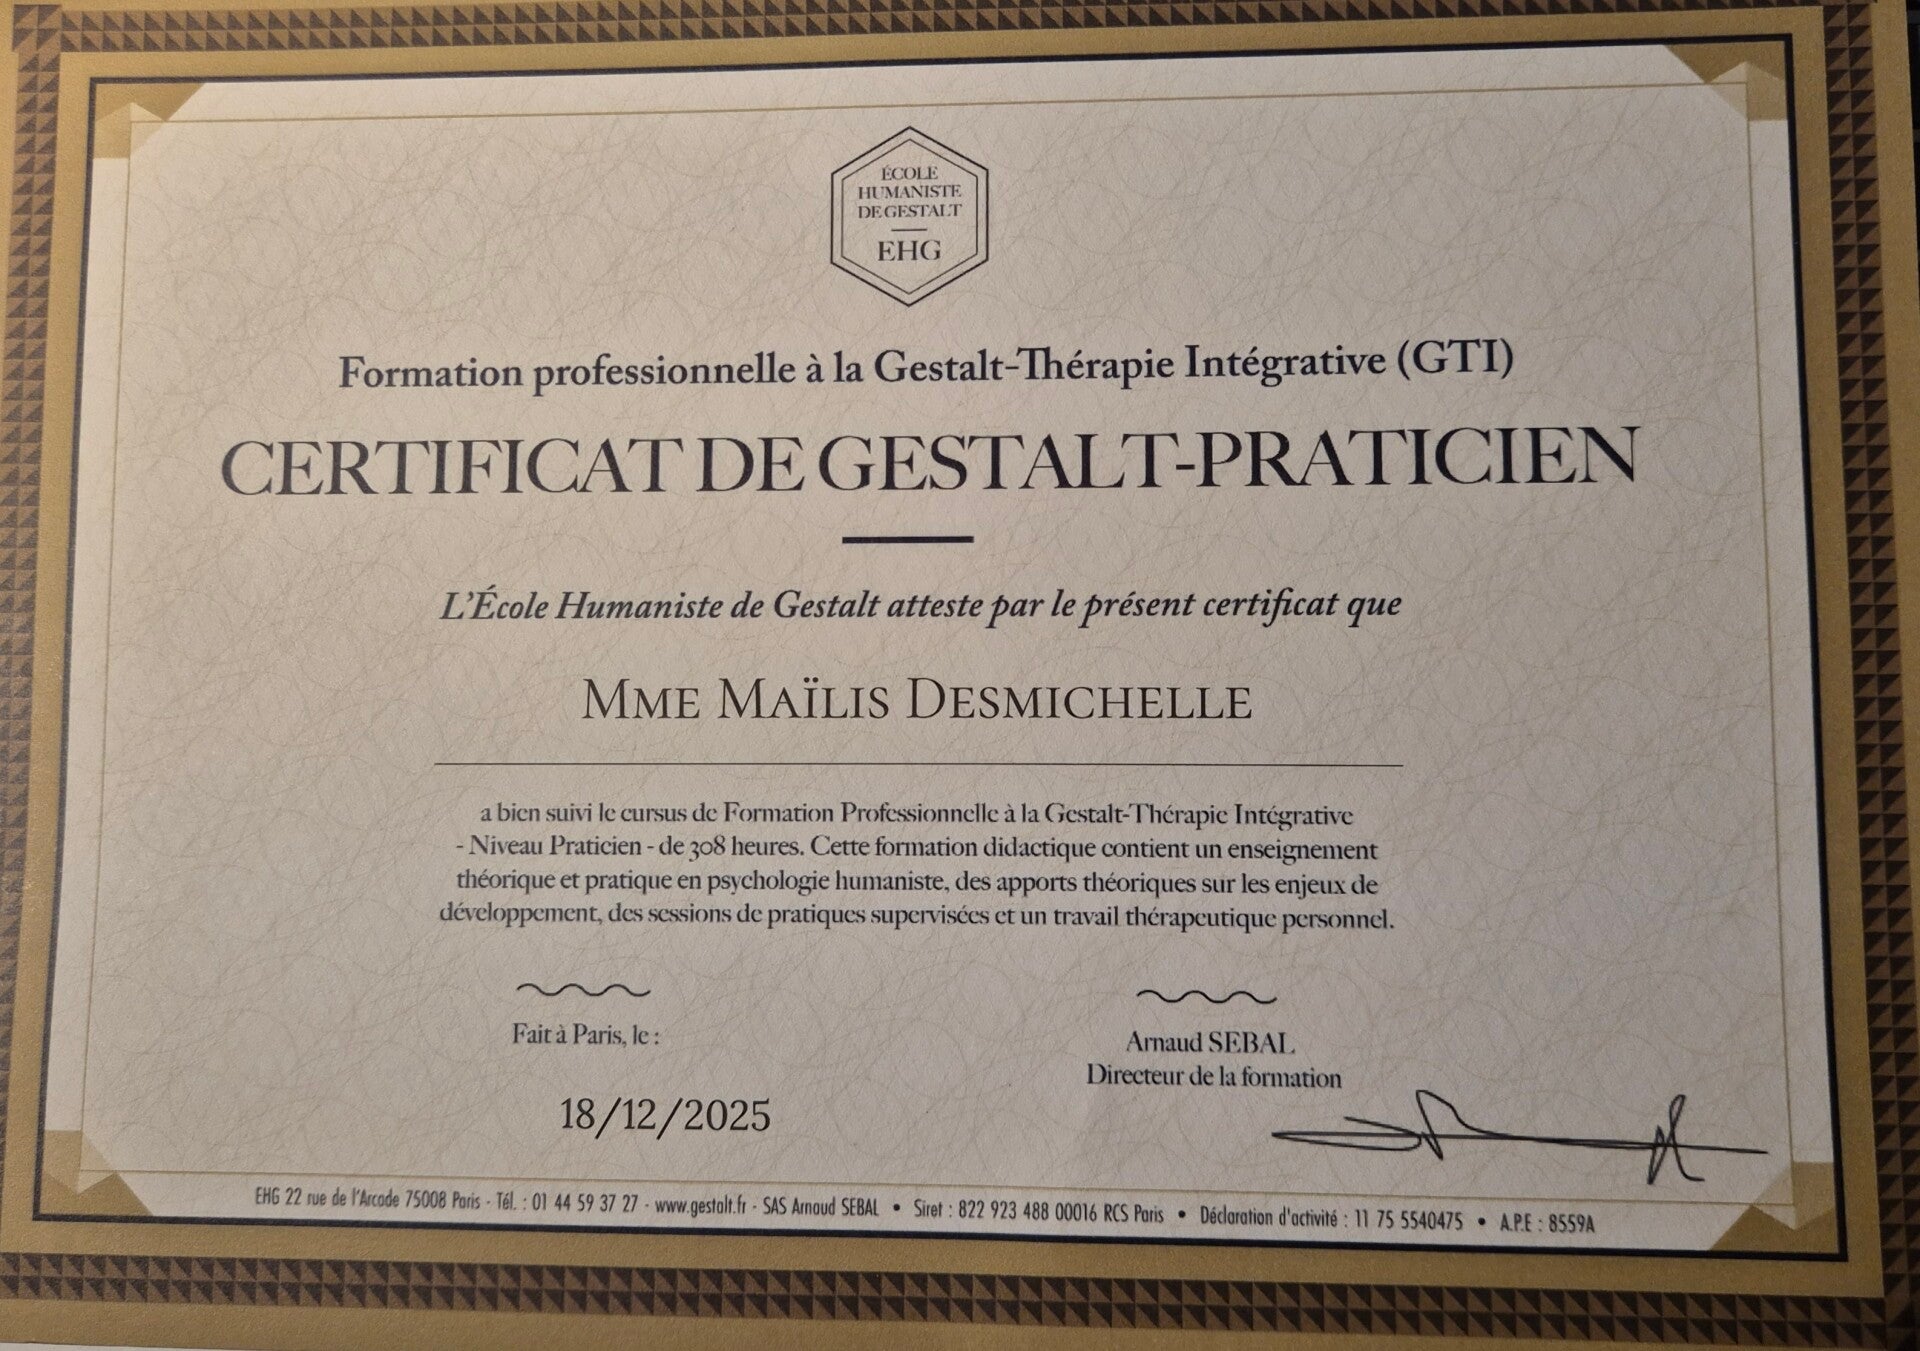 ÉCOLE
HUMANISTE
DE GESTALT
EHG
Formation professionnelle à la Gestalt-Thérapie Intégrative (GTI)
CERTIFICAT DE GESTALT-PRATICIEN
L'École Humaniste de Gestalt atteste par le présent certificat que
MME MAÏLIS DESMICHELLE
a bien suivi le cursus de Formation Professionnelle à la Gestalt-Thérapie Intégrative
- Niveau Praticien - de 308 heures. Cette formation didactique contient un enseignement
théorique et pratique en psychologie humaniste, des apports théoriques sur les enjeux de
développement, des sessions de pratiques supervisées et un travail thérapeutique personnel.
Fait à Paris, le :
18/12/2025
Arnaud SEBAL
Directeur de la formation
EHG 22 rue de l'Arcade 75008 Paris - Tél. : 01 44 59 37 27 - www.gestalt.fr - SAS Arnaud SEBAL • Siret : 822 923 488 00016 RCS Paris • Déclaration d'activité : 11 75 5540475 • A.P.E : 8559A